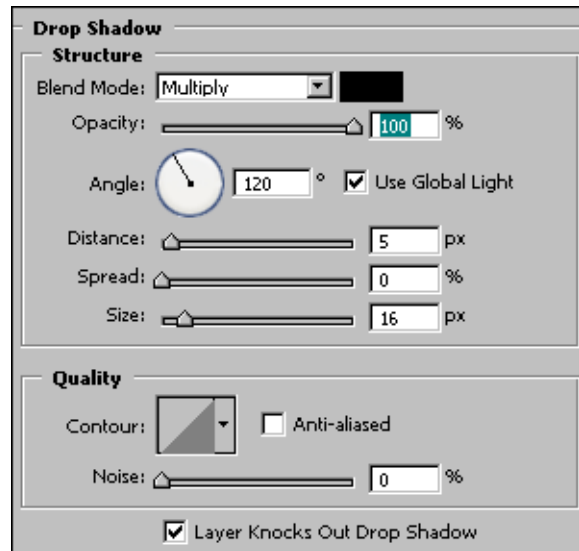 Drop Shadow
Structure
Blend Mode: Multiply
Opacity: 100 %
Angle: 120 ° Use Global Light
Distance: 5 px
Spread: 0 %
Size: 16 px
Quality
Contour: Anti-aliased
Noise: 0 %
Layer Knocks Out Drop Shadow